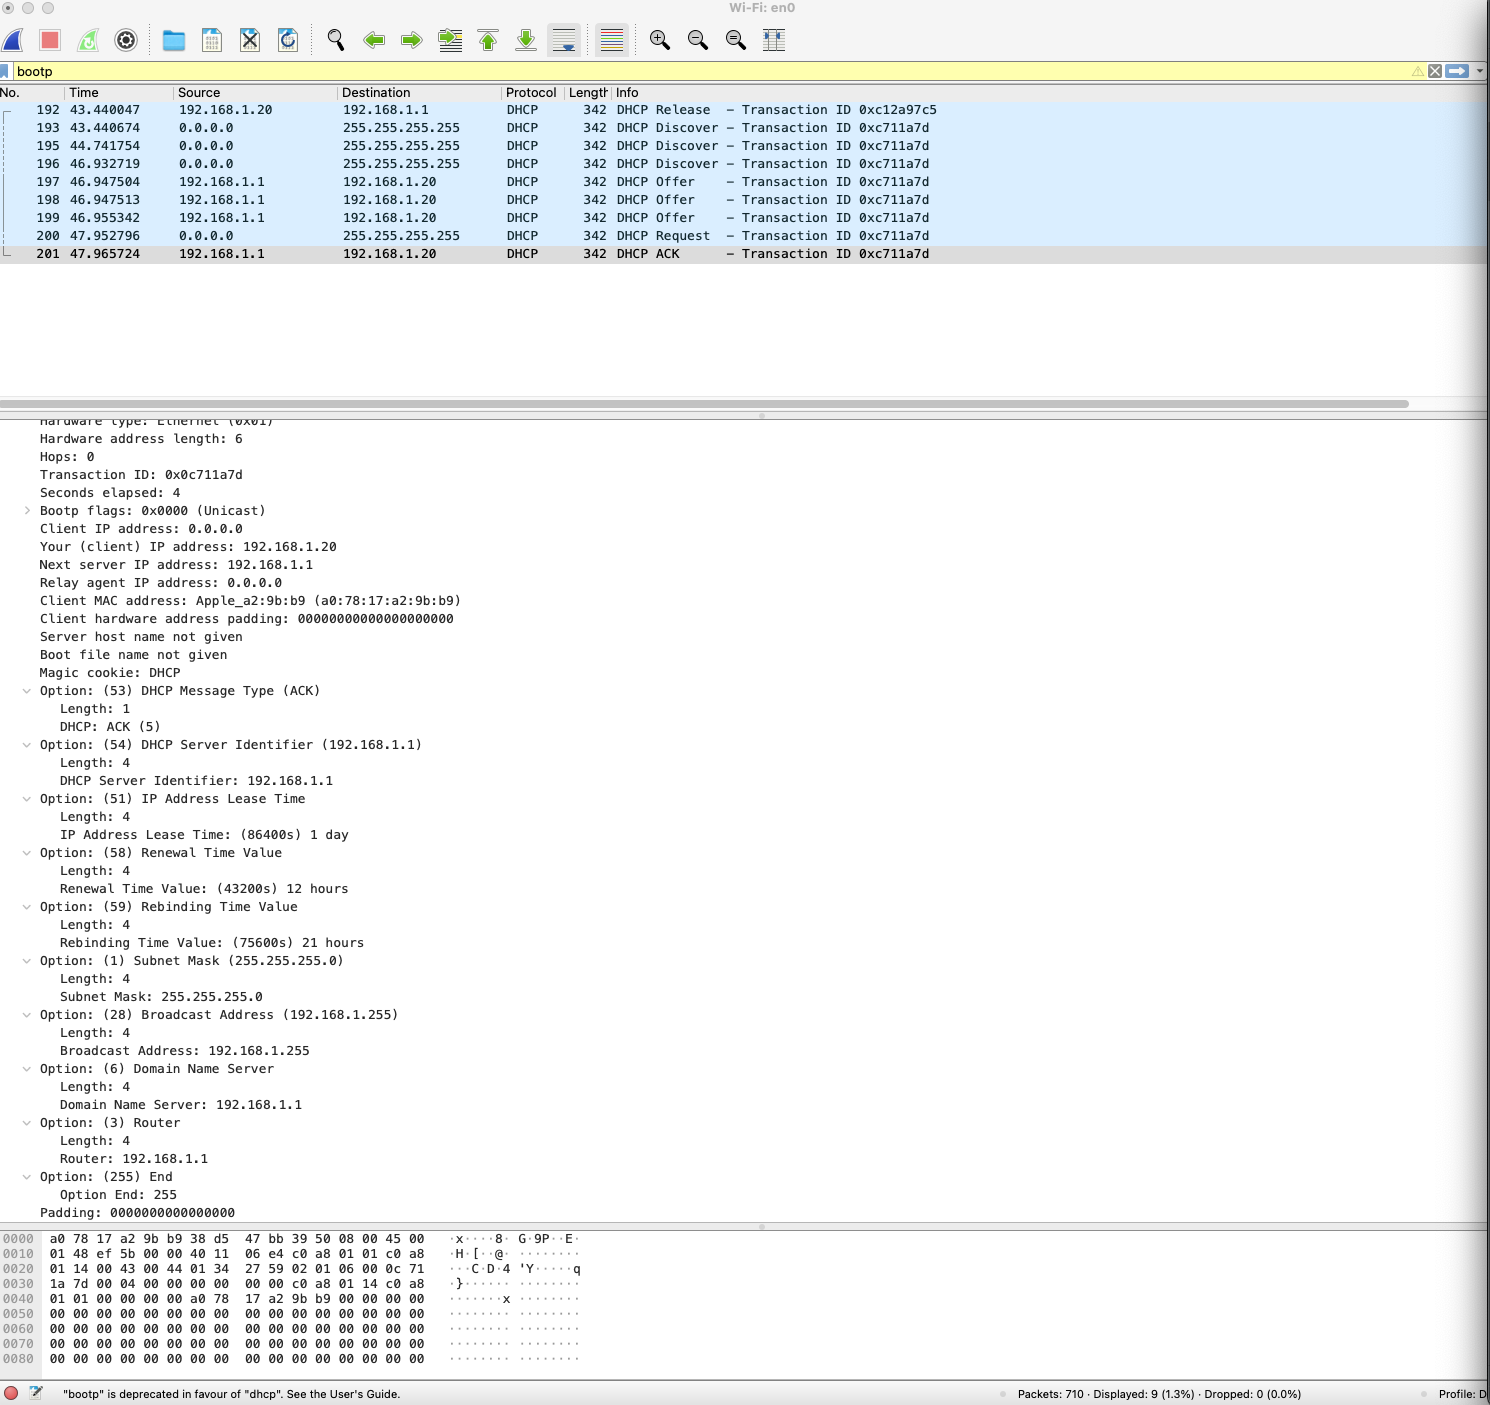 Wi-Fi: en0
bootp
No. Time Source Destination Protocol Length Info
192 43.440047 192.168.1.20 192.168.1.1 DHCP 342 DHCP Release – Transaction ID 0xc12a97c5
193 43.440674 0.0.0.0 255.255.255.255 DHCP 342 DHCP Discover – Transaction ID 0xc711a7d
195 44.741754 0.0.0.0 255.255.255.255 DHCP 342 DHCP Discover – Transaction ID 0xc711a7d
196 46.932719 0.0.0.0 255.255.255.255 DHCP 342 DHCP Discover – Transaction ID 0xc711a7d
197 46.947504 192.168.1.1 192.168.1.20 DHCP 342 DHCP Offer – Transaction ID 0xc711a7d
198 46.947513 192.168.1.1 192.168.1.20 DHCP 342 DHCP Offer – Transaction ID 0xc711a7d
199 46.955342 192.168.1.1 192.168.1.20 DHCP 342 DHCP Offer – Transaction ID 0xc711a7d
200 47.952796 0.0.0.0 255.255.255.255 DHCP 342 DHCP Request – Transaction ID 0xc711a7d
201 47.965724 192.168.1.1 192.168.1.20 DHCP 342 DHCP ACK – Transaction ID 0xc711a7d
Hardware type: Ethernet (0x01)
Hardware address length: 6
Hops: 0
Transaction ID: 0x0c711a7d
Seconds elapsed: 4
Bootp flags: 0x0000 (Unicast)
Client IP address: 0.0.0.0
Your (client) IP address: 192.168.1.20
Next server IP address: 192.168.1.1
Relay agent IP address: 0.0.0.0
Client MAC address: Apple_a2:9b:b9 (a0:78:17:a2:9b:b9)
Client hardware address padding: 00000000000000000000
Server host name not given
Boot file name not given
Magic cookie: DHCP
Option: (53) DHCP Message Type (ACK)
Length: 1
DHCP: ACK (5)
Option: (54) DHCP Server Identifier (192.168.1.1)
Length: 4
DHCP Server Identifier: 192.168.1.1
Option: (51) IP Address Lease Time
Length: 4
IP Address Lease Time: (86400s) 1 day
Option: (58) Renewal Time Value
Length: 4
Renewal Time Value: (43200s) 12 hours
Option: (59) Rebinding Time Value
Length: 4
Rebinding Time Value: (75600s) 21 hours
Option: (1) Subnet Mask (255.255.255.0)
Length: 4
Subnet Mask: 255.255.255.0
Option: (28) Broadcast Address (192.168.1.255)
Length: 4
Broadcast Address: 192.168.1.255
Option: (6) Domain Name Server
Length: 4
Domain Name Server: 192.168.1.1
Option: (3) Router
Length: 4
Router: 192.168.1.1
Option: (255) End
Option End: 255
Padding: 0000000000000000
0000 a0 78 17 a2 9b b9 38 d5 47 bb 39 50 08 00 45 00 ·x····8· G·9P··E·
0010 01 48 ef 5b 00 00 40 11 06 e4 c0 a8 01 01 c0 a8 ·H·[··@· ········
0020 01 14 00 43 00 44 01 34 27 59 02 01 06 00 0c 71 ···C·D·4 'Y·····q
0030 1a 7d 00 04 00 00 00 00 00 00 c0 a8 01 14 c0 a8 ·}······ ········
0040 01 01 00 00 00 00 a0 78 17 a2 9b b9 00 00 00 00 ·······x ········
0050 00 00 00 00 00 00 00 00 00 00 00 00 00 00 00 00 ········ ········
0060 00 00 00 00 00 00 00 00 00 00 00 00 00 00 00 00 ········ ········
0070 00 00 00 00 00 00 00 00 00 00 00 00 00 00 00 00 ········ ········
0080 00 00 00 00 00 00 00 00 00 00 00 00 00 00 00 00 ········ ········
"bootp" is deprecated in favour of "dhcp". See the User's Guide. Packets: 710 · Displayed: 9 (1.3%) · Dropped: 0 (0.0%) Profile: D